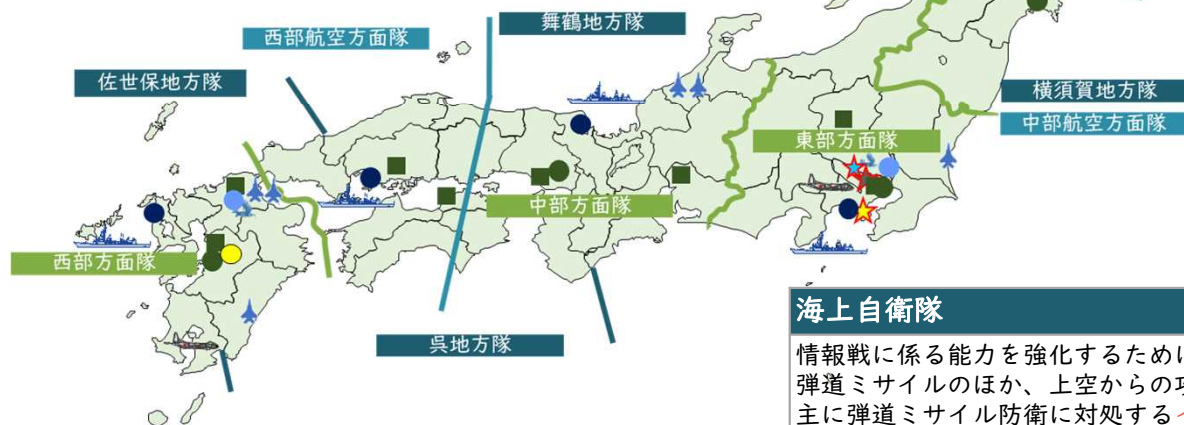 舞鶴地方隊
西部航空方面隊
佐世保地方隊
横須賀地方隊
中部航空方面隊
東部方面隊
中部方面隊
西部方面隊
呉地方隊
海上自衛隊
情報戦に係る能力を強化するために
弾道ミサイルのほか、上空からの攻
主に弾道ミサイル防衛に対処する